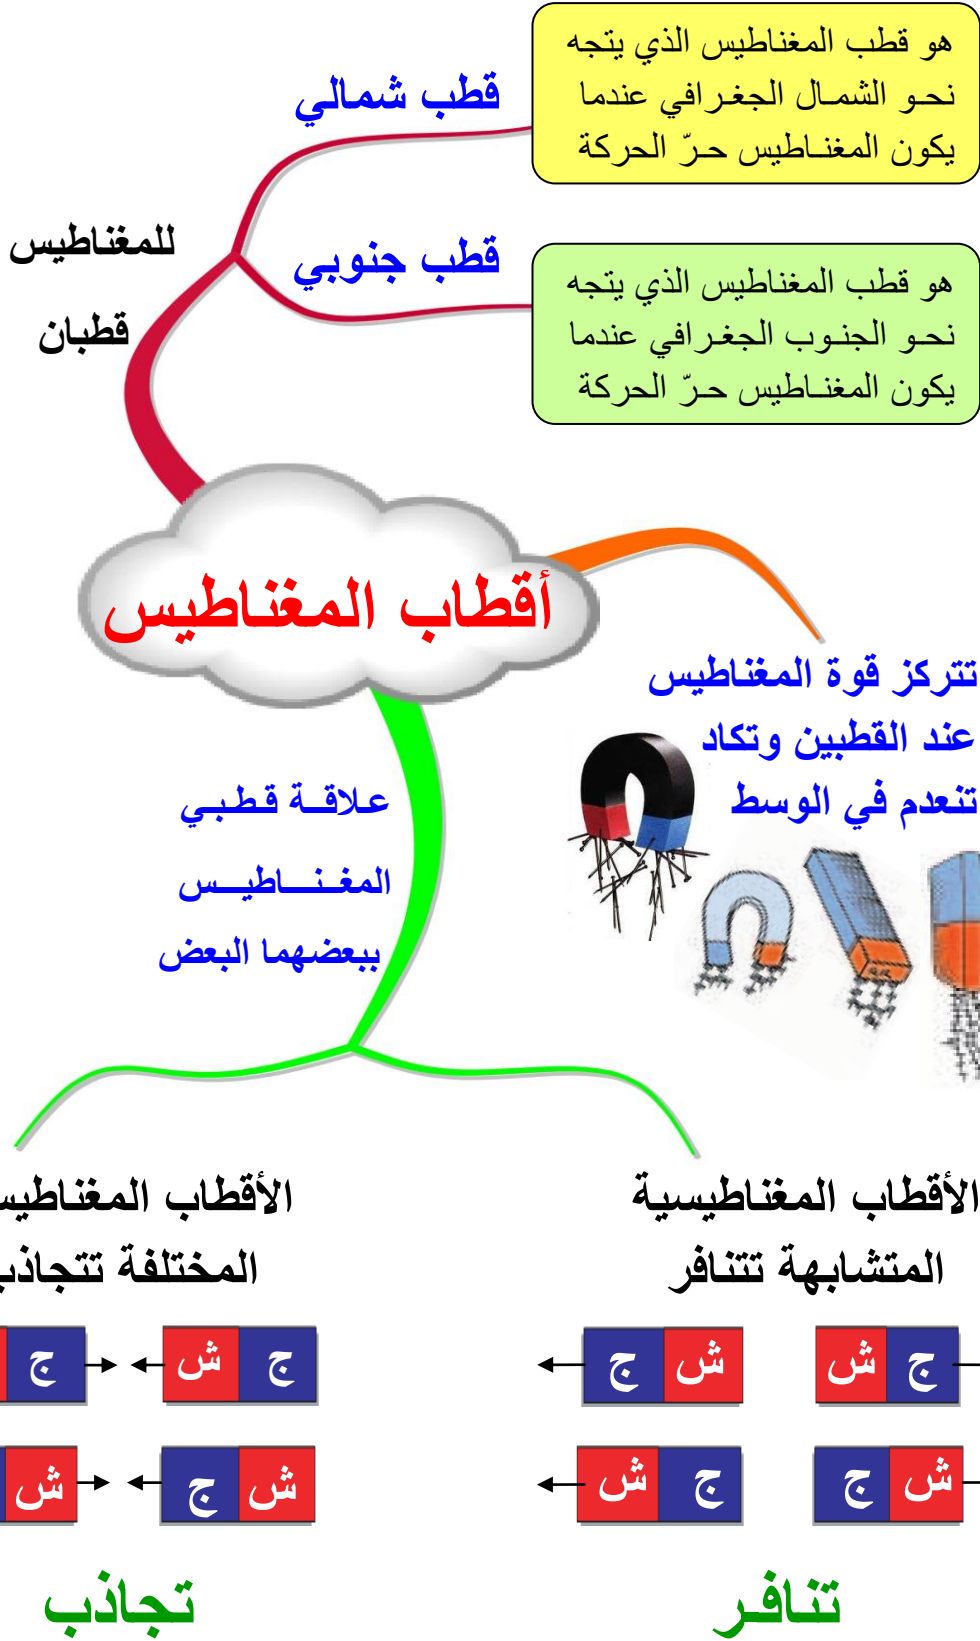 هو قطب المغناطيس الذي يتجه
نحو الشمال الجغرافي عندما
يكون المغناطيس حرّ الحركة
قطب شمالي
للمغناطيس
قطبان
قطب جنوبي
هو قطب المغناطيس الذي يتجه
نحو الجنوب الجغرافي عندما
يكون المغناطيس حرّ الحركة
أقطاب المغناطيس
تتركز قوة المغناطيس
عند القطبين وتكاد
تنعدم في الوسط
علاقة قطبي
المغناطيس
ببعضهما البعض
الأقطاب المغناطيسية
المتشابهة تتنافر
ش ج
ج ش
ش ج
ج ش
تنافر
الأقطاب
المختلفة
ج
ش ج
ش
ج ش
تجاذب